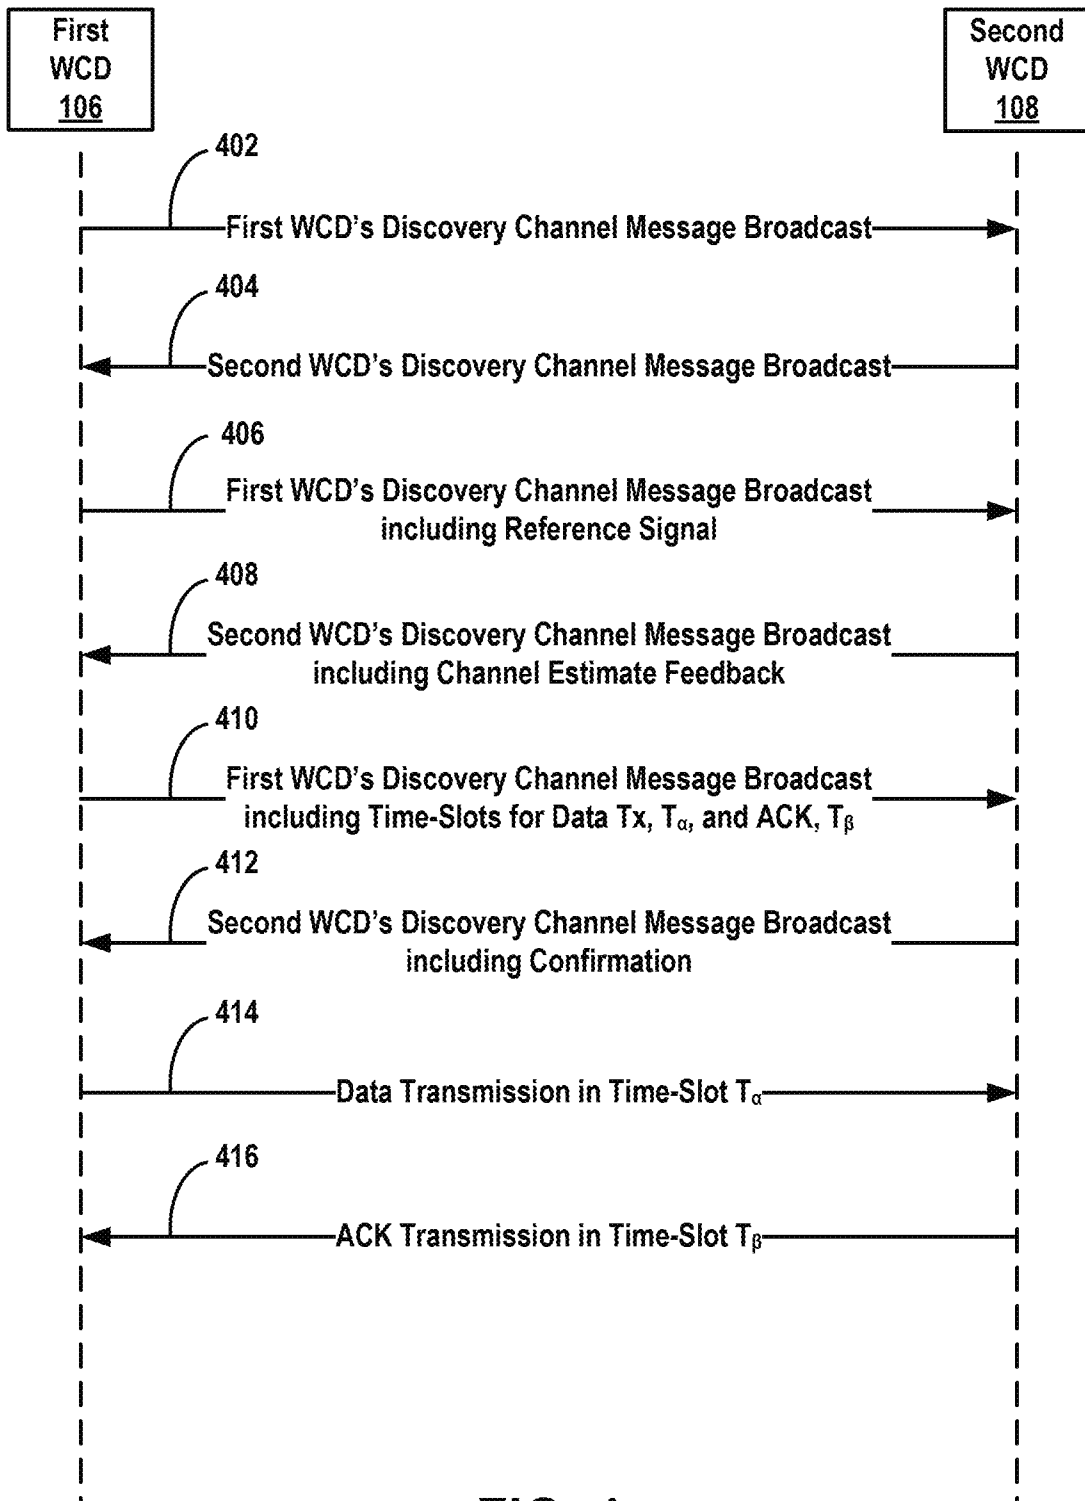 First
WCD
106
Second
WCD
108
402
First WCD's Discovery Channel Message Broadcast
404
Second WCD's Discovery Channel Message Broadcast
406
First WCD's Discovery Channel Message Broadcast
including Reference Signal
408
Second WCD's Discovery Channel Message Broadcast
including Channel Estimate Feedback
410
First WCD's Discovery Channel Message Broadcast
including Time-Slots for Data Tx, Tα, and ACK, Tβ
412
Second WCD's Discovery Channel Message Broadcast
including Confirmation
414
Data Transmission in Time-Slot Tα
416
ACK Transmission in Time-Slot Tβ